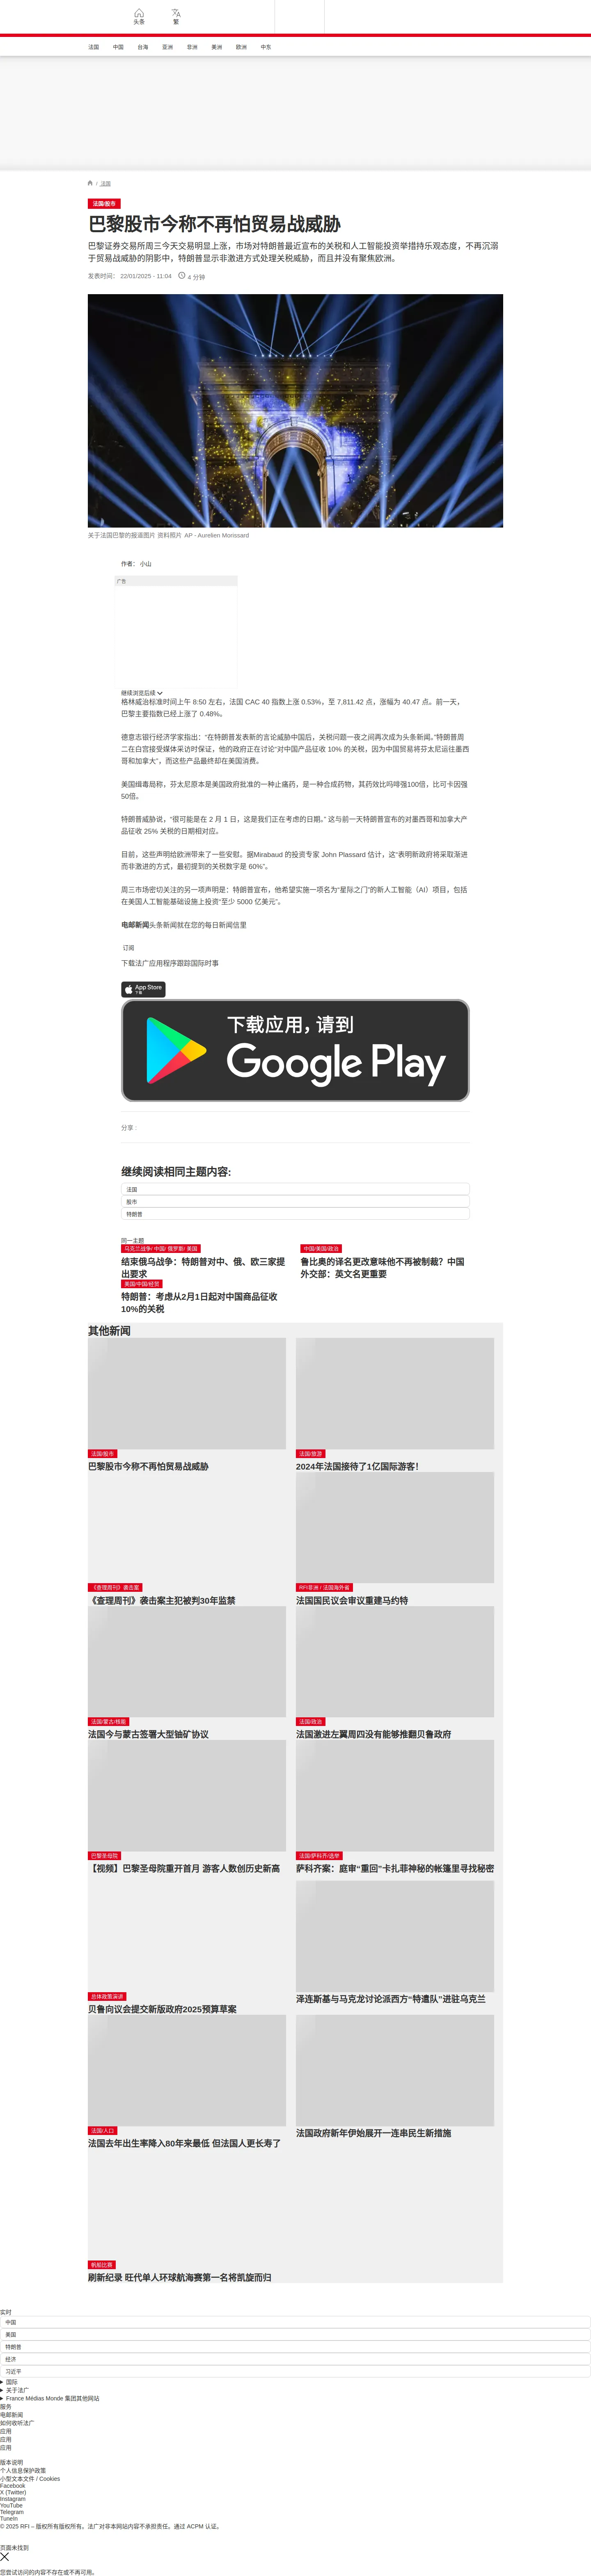 头条
繁
法国
中国
台海
亚洲
非洲
美洲
欧洲
中东
/ 法国
法国/股市
巴黎股市今称不再怕贸易战威胁
巴黎证券交易所周三今天交易明显上涨，市场对特朗普最近宣布的关税和人工智能投资举措持乐观态度，不再沉溺
于贸易战威胁的阴影中，特朗普显示非激进方式处理关税威胁，而且并没有聚焦欧洲。
发表时间： 22/01/2025 - 11:04
4 分钟
关于法国巴黎的报道图片 资料照片 AP - Aurelien Morissard
作者： 小山
广告
继续浏览后续
格林威治标准时间上午 8:50 左右，法国 CAC 40 指数上涨 0.53%，至 7,811.42 点，涨幅为 40.47 点。前一天，
巴黎主要指数已经上涨了 0.48%。
德意志银行经济学家指出：“在特朗普发表新的言论威胁中国后，关税问题一夜之间再次成为头条新闻。”特朗普周
二在白宫接受媒体采访时保证，他的政府正在讨论“对中国产品征收 10% 的关税，因为中国贸易将芬太尼运往墨西
哥和加拿大”，而这些产品最终却在美国消费。
美国缉毒局称，芬太尼原本是美国政府批准的一种止痛药，是一种合成药物，其药效比吗啡强100倍，比可卡因强
50倍。
特朗普威胁说，“很可能是在 2 月 1 日，这是我们正在考虑的日期。” 这与前一天特朗普宣布的对墨西哥和加拿大产
品征收 25% 关税的日期相对应。
目前，这些声明给欧洲带来了一些安慰。据Mirabaud 的投资专家 John Plassard 估计，这“表明新政府将采取渐进
而非激进的方式，最初提到的关税数字是 60%”。
周三市场密切关注的另一项声明是：特朗普宣布，他希望实施一项名为“星际之门”的新人工智能（AI）项目，包括
在美国人工智能基础设施上投资“至少 5000 亿美元”。
电邮新闻头条新闻就在您的每日新闻信里
订阅
下载法广应用程序跟踪国际时事
App Store
下载
下载应用，请到
Google Play
分享 :
继续阅读相同主题内容:
法国
股市
特朗普
同一主题
乌克兰战争/ 中国/ 俄罗斯/ 美国
结束俄乌战争：特朗普对中、俄、欧三家提
出要求
中国/美国/政治
鲁比奥的译名更改意味他不再被制裁？中国
外交部：英文名更重要
美国/中国/经贸
特朗普：考虑从2月1日起对中国商品征收
10%的关税
其他新闻
法国/股市
巴黎股市今称不再怕贸易战威胁
法国/旅游
2024年法国接待了1亿国际游客！
《查理周刊》袭击案
《查理周刊》袭击案主犯被判30年监禁
RFI非洲 / 法国海外省
法国国民议会审议重建马约特
法国/蒙古/核能
法国今与蒙古签署大型铀矿协议
法国/政治
法国激进左翼周四没有能够推翻贝鲁政府
巴黎圣母院
【视频】巴黎圣母院重开首月 游客人数创历史新高
法国/萨科齐/选举
萨科齐案：庭审“重回”卡扎菲神秘的帐篷里寻找秘密
总体政策演讲
贝鲁向议会提交新版政府2025预算草案
泽连斯基与马克龙讨论派西方“特遣队”进驻乌克兰
法国/人口
法国去年出生率降入80年来最低 但法国人更长寿了
法国政府新年伊始展开一连串民生新措施
帆船比赛
刷新纪录 旺代单人环球航海赛第一名将凯旋而归
实时
中国
美国
特朗普
经济
习近平
国际
关于法广
France Médias Monde 集团其他网站
服务
电邮新闻
如何收听法广
应用
应用
应用
版本说明
个人信息保护政策
小型文本文件 / Cookies
Facebook
X (Twitter)
Instagram
YouTube
Telegram
TuneIn
© 2025 RFI – 版权所有版权所有。法广对非本网站内容不承担责任。通过 ACPM 认证。
页面未找到
您尝试访问的内容不存在或不再可用。